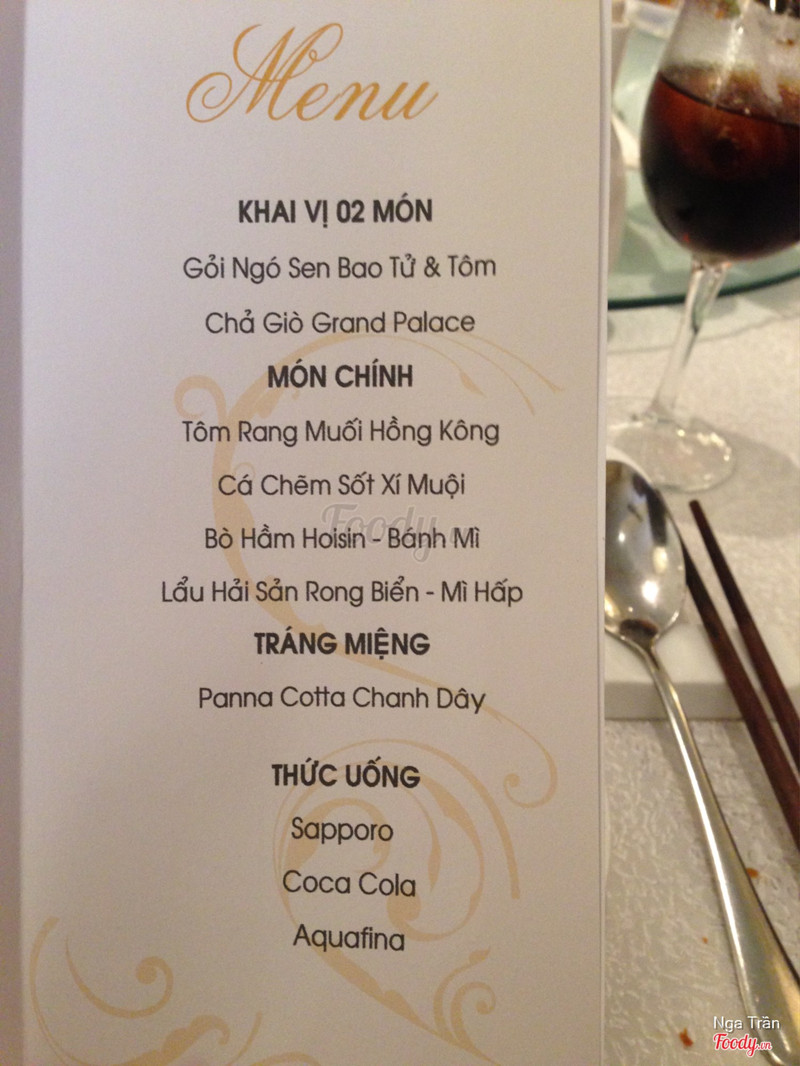 Menu
KHAI VỊ 02 MÓN
Gỏi Ngó Sen Bao Tử & Tôm
Chả Giò Grand Palace
MÓN CHÍNH
Tôm Rang Muối Hồng Kông
Cá Chẽm Sốt Xí Muội
Bò Hầm Hoisin - Bánh Mì
Lẩu Hải Sản Rong Biển - Mì Hấp
TRÁNG MIỆNG
Panna Cotta Chanh Dây
THỨC UỐNG
Sapporo
Coca Cola
Aquafina
Foody.vn
Nga Trần
Foody.vn